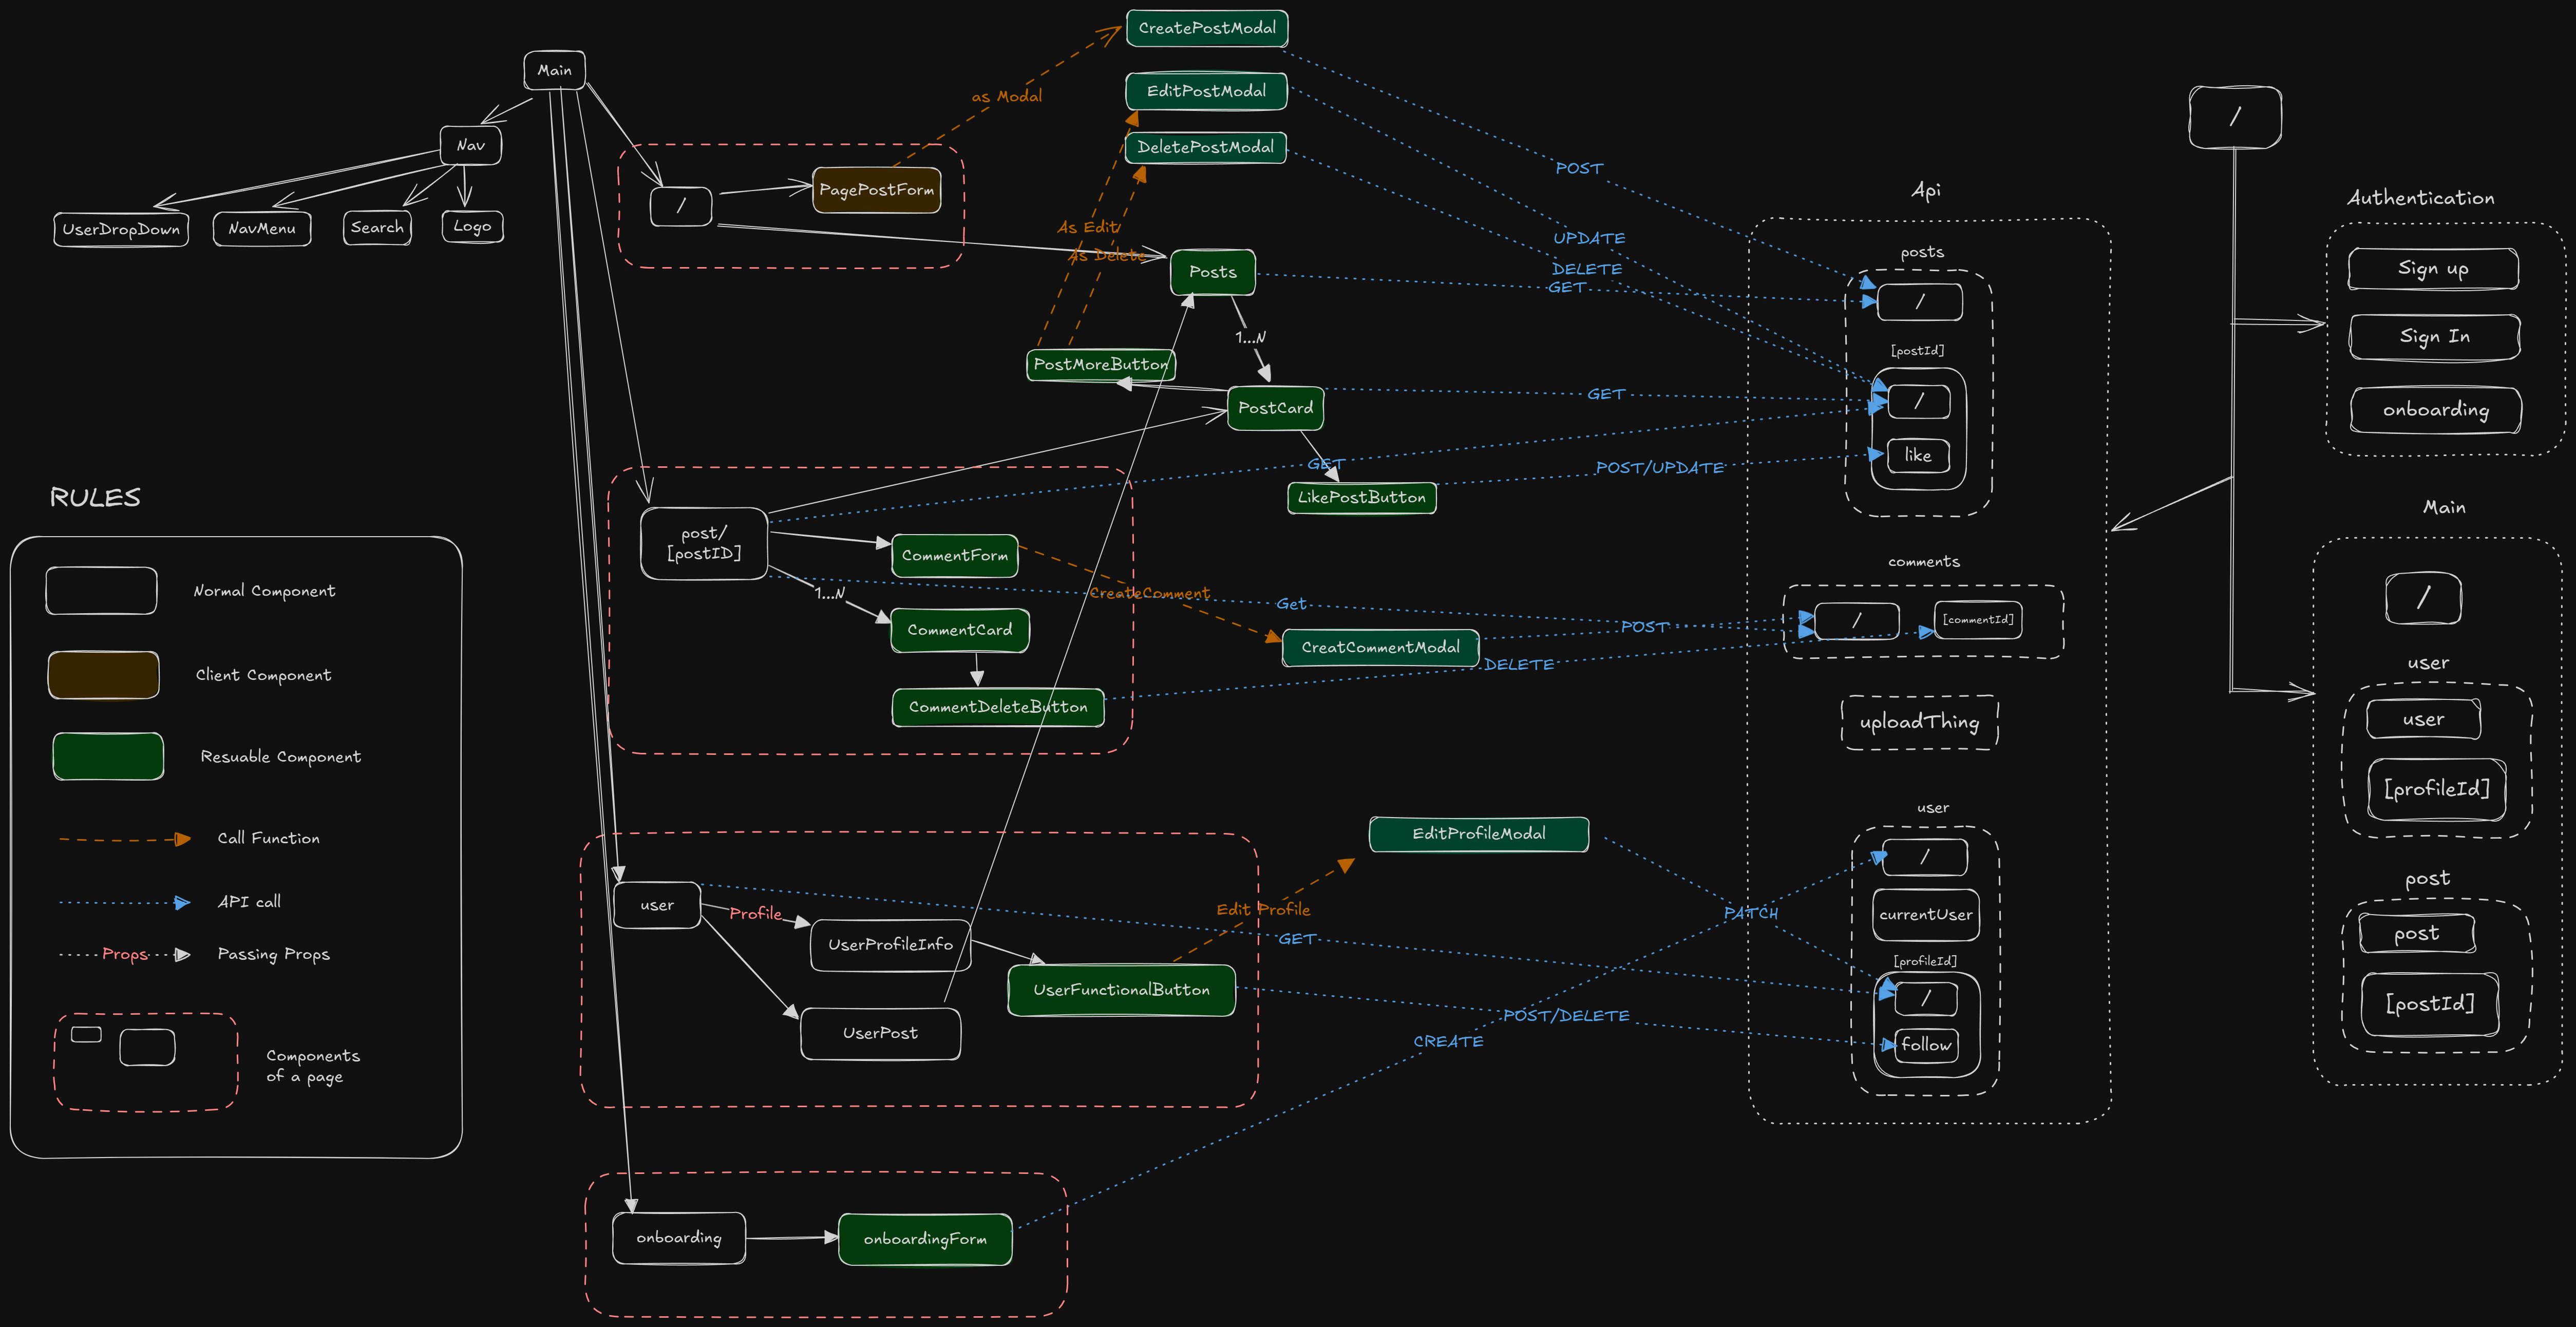 CreatePostModal
Main
EditPostModal
as Modal
/
DeletePostModal
Nav
POST
PagePostForm
Api
Authentication
/
UserDropDown
NavMenu
Search
Logo
As Edit
As Delete
UPDATE
posts
Posts
DELETE
GET
/
Sign up
1...N
[postId]
Sign In
PostMoreButton
PostCard
GET
/
onboarding
GET
POST/UPDATE
like
RULES
LikePostButton
Main
post/
[postID]
CommentForm
comments
Normal Component
CreateComment
Get
1...N
/
[commentId]
/
CommentCard
POST
CreatCommentModal
DELETE
user
Client Component
CommentDeleteButton
uploadThing
user
Resuable Component
[profileId]
user
Call Function
EditProfileModal
/
post
API call
user
Profile
Edit Profile
PATCH
currentUser
UserProfileInfo
GET
post
Props
Passing Props
[profileId]
UserFunctionalButton
/
[postId]
UserPost
POST/DELETE
CREATE
follow
Components
of a page
onboarding
onboardingForm